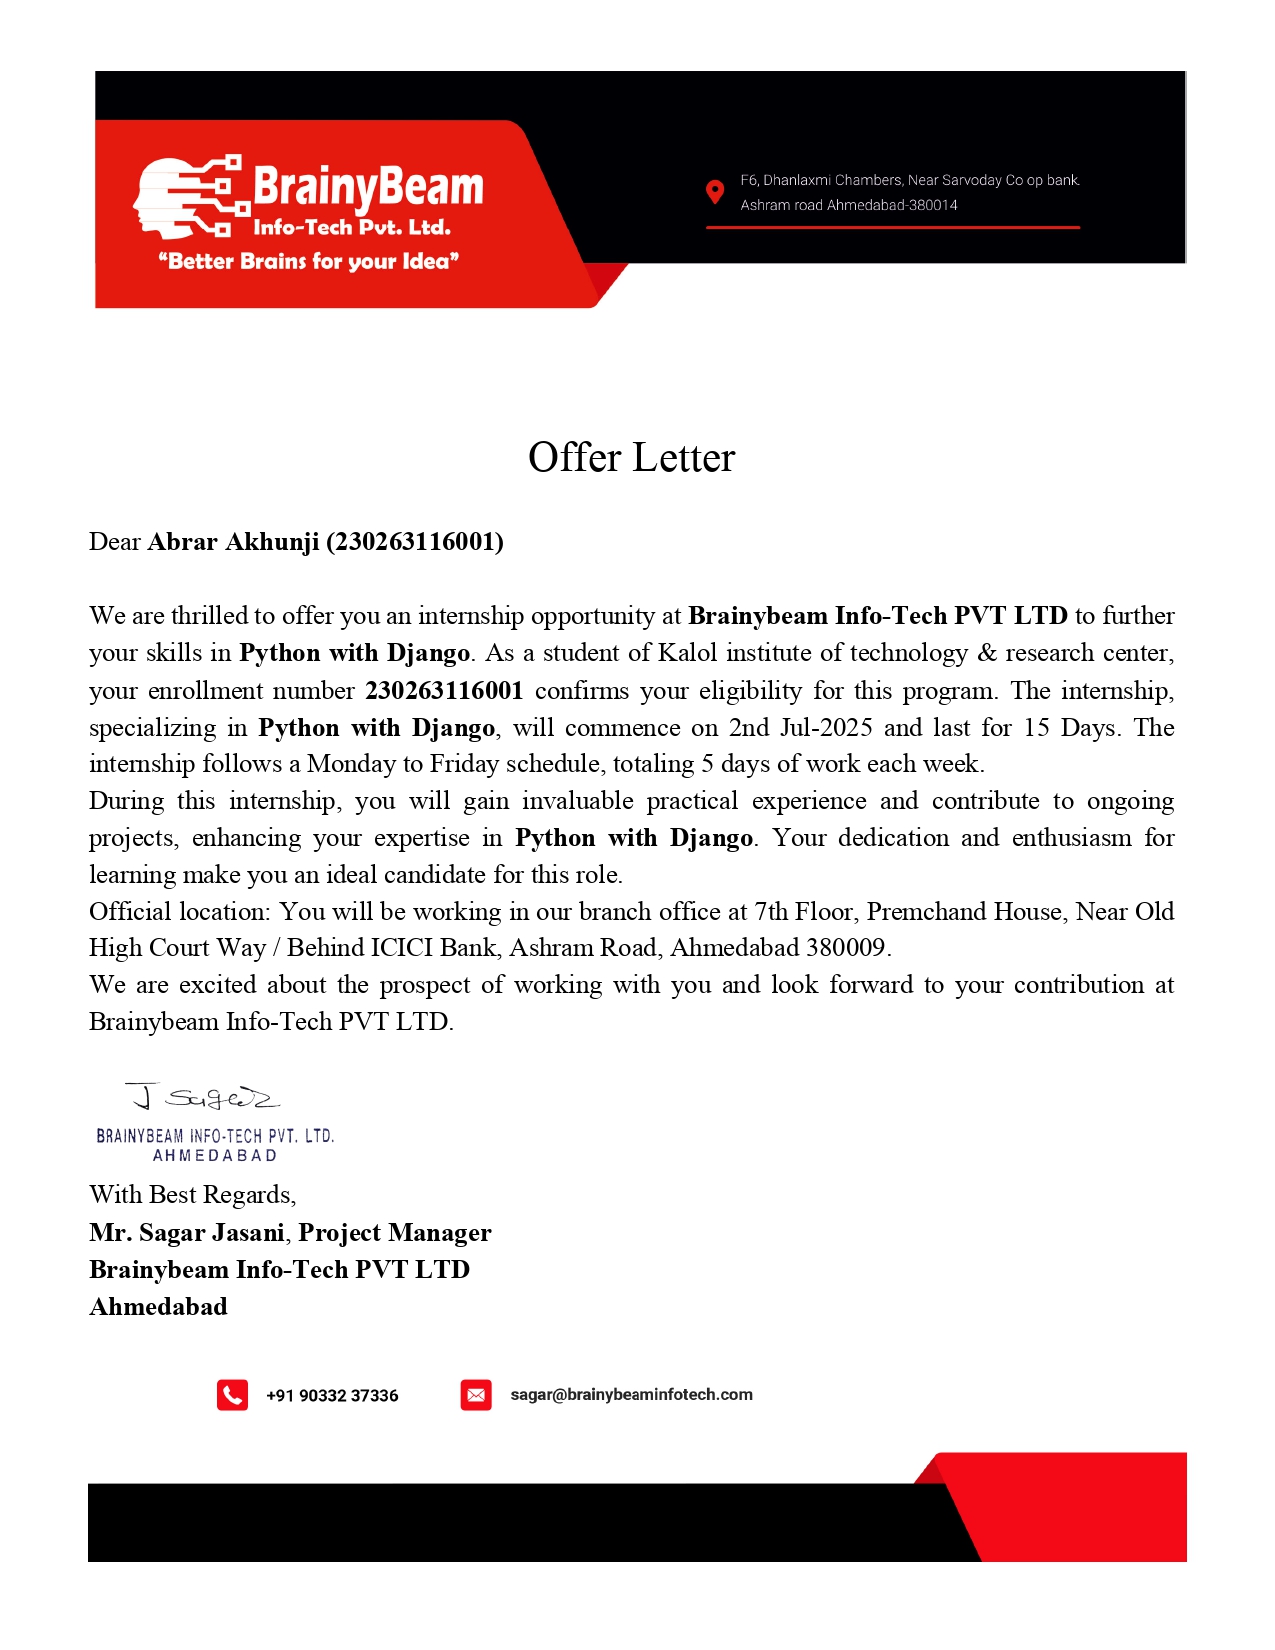 BrainyBeam
Info-Tech Pvt. Ltd.
“Better Brains for your Idea”
F6, Dhanlaxmi Chambers, Near Sarvoday Co op bank.
Ashram road Ahmedabad-380014
Offer Letter
Dear Abrar Akhunji (230263116001)
We are thrilled to offer you an internship opportunity at Brainybeam Info-Tech PVT LTD to further
your skills in Python with Django. As a student of Kalol institute of technology & research center,
your enrollment number 230263116001 confirms your eligibility for this program. The internship,
specializing in Python with Django, will commence on 2nd Jul-2025 and last for 15 Days. The
internship follows a Monday to Friday schedule, totaling 5 days of work each week.
During this internship, you will gain invaluable practical experience and contribute to ongoing
projects, enhancing your expertise in Python with Django. Your dedication and enthusiasm for
learning make you an ideal candidate for this role.
Official location: You will be working in our branch office at 7th Floor, Premchand House, Near Old
High Court Way / Behind ICICI Bank, Ashram Road, Ahmedabad 380009.
We are excited about the prospect of working with you and look forward to your contribution at
Brainybeam Info-Tech PVT LTD.
J Sagar
BRAINYBEAM INFO-TECH PVT. LTD.
AHMEDABAD
With Best Regards,
Mr. Sagar Jasani, Project Manager
Brainybeam Info-Tech PVT LTD
Ahmedabad
+91 90332 37336
sagar@brainybeaminfotech.com